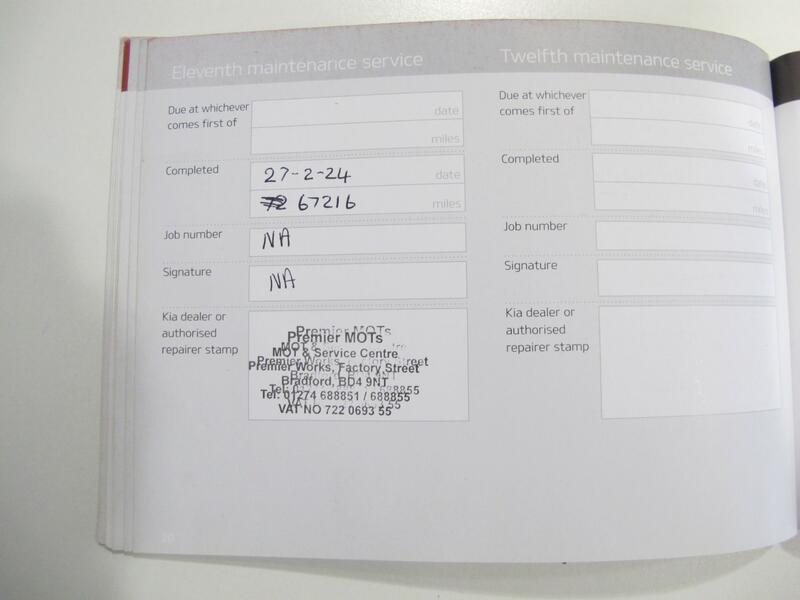 Eleventh maintenance service
Due at whichever
comes first of
date
miles
Completed
27-2-24 date
67216 miles
Job number
NA
Signature
NA
Kia dealer or
authorised
repairer stamp
Premier MOTs
Premier MOTs
MOT & Service Centre
Premier Works, Factory Street
Bradford, BD4 9NT
Tel: 01274 688851 / 688855
VAT NO 722 0693 55
20
Twelfth maintenance service
Due at whichever
comes first of
date
miles
Completed
date
miles
Job number
Signature
Kia dealer or
authorised
repairer stamp